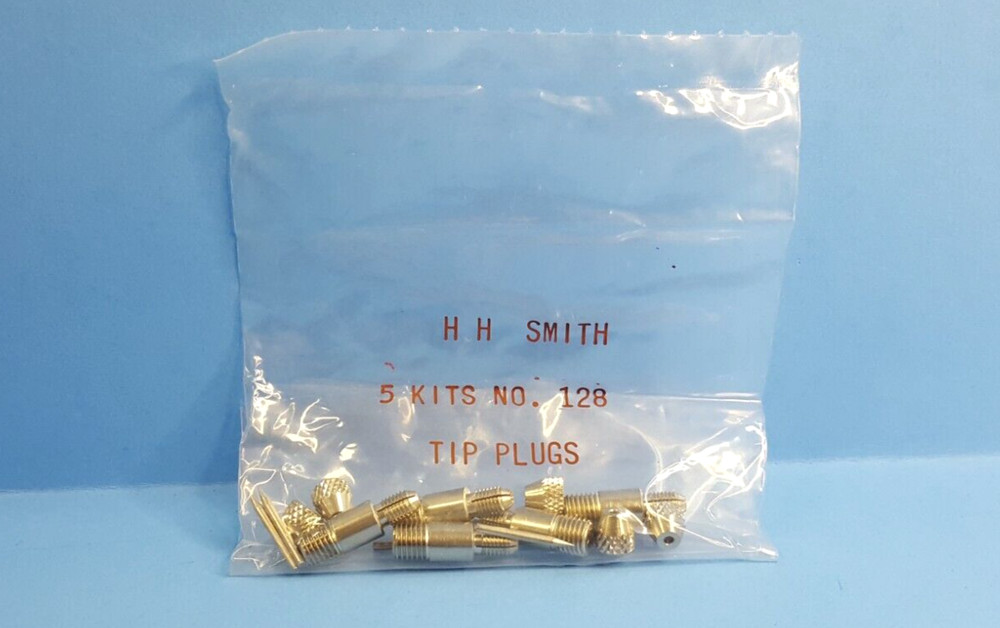 H H SMITH
5 KITS NO. 128
TIP PLUGS